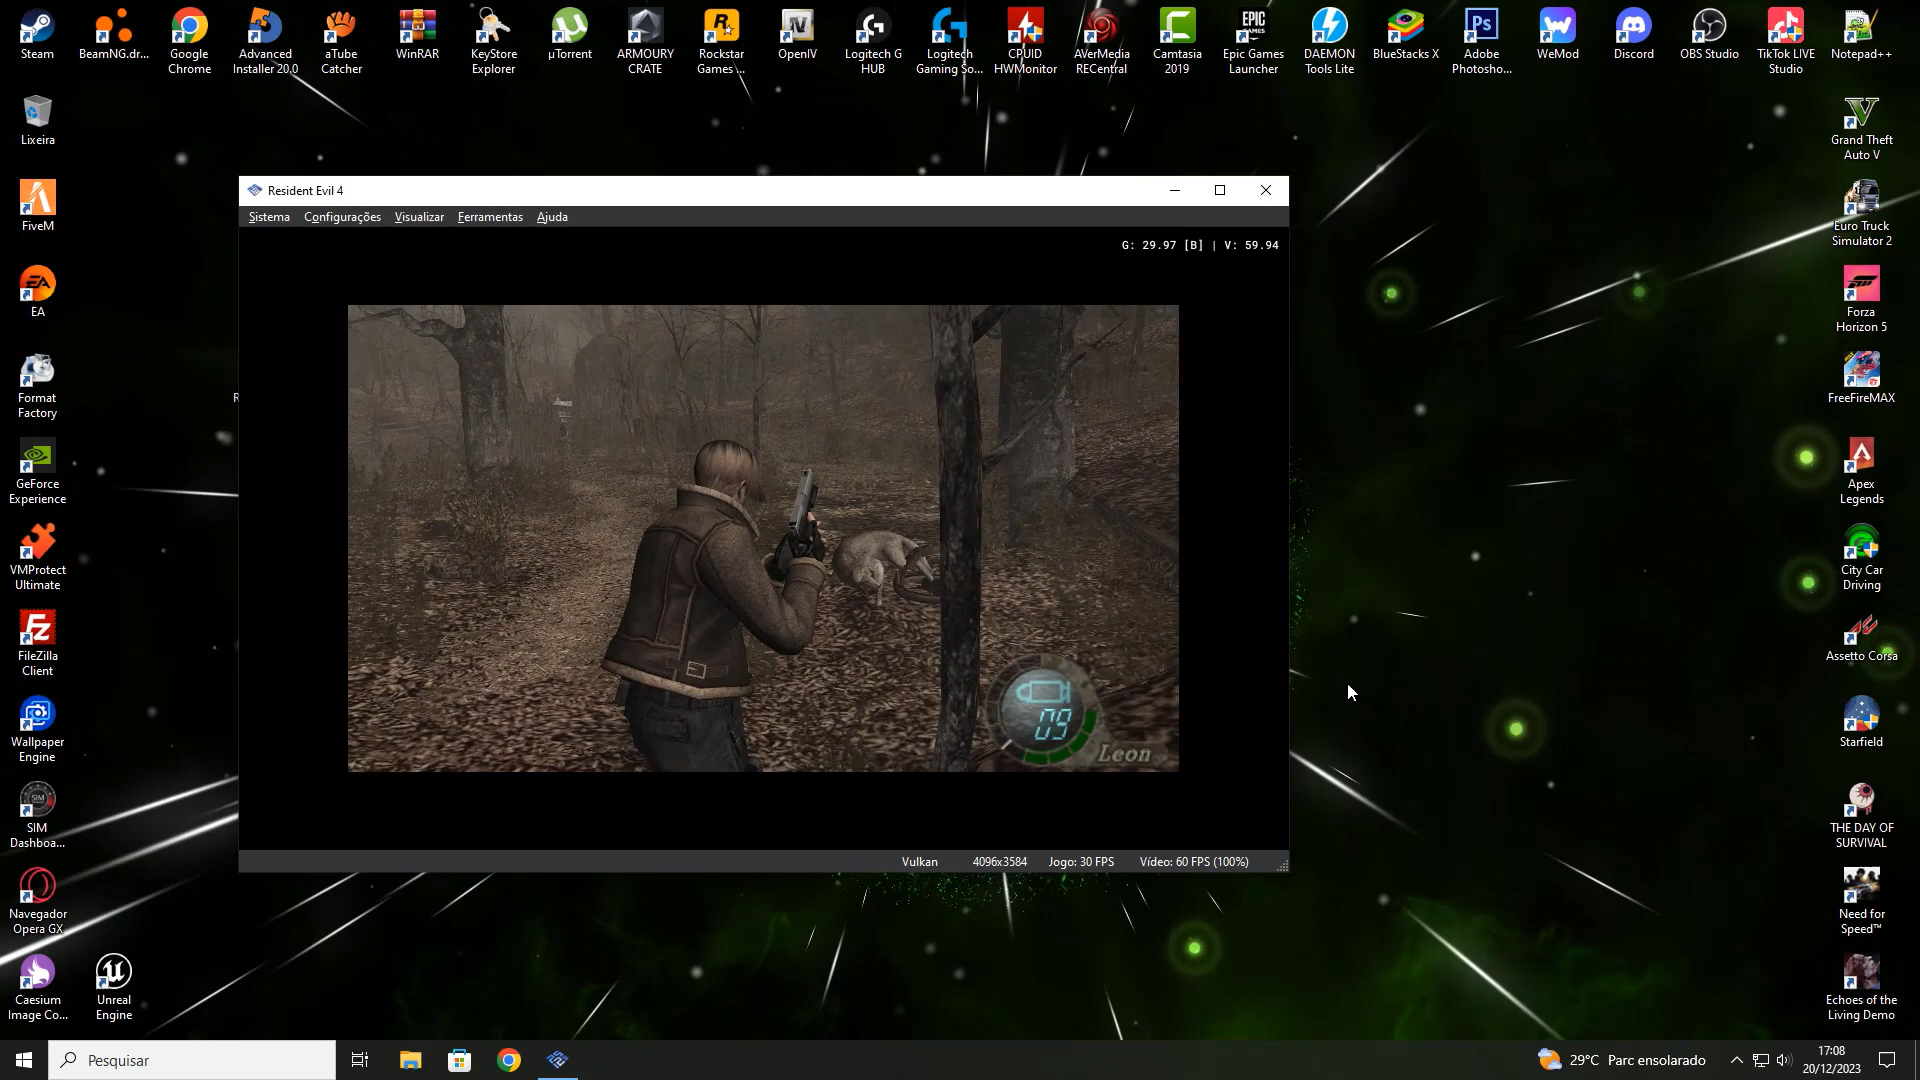 Steam
BeamNG.dr...
Google
Chrome
Advanced
Installer 20.0
aTube
Catcher
WinRAR
KeyStore
Explorer
µTorrent
ARMOURY
CRATE
Rockstar
Games ...
OpenIV
Logitech G
HUB
Logitech
Gaming So...
CPUID
HWMonitor
AVerMedia
RECentral
Camtasia
2019
EPIC
GAMES
Epic Games
Launcher
DAEMON
Tools Lite
BlueStacks X
Ps
Adobe
Photosho...
WeMod
Discord
OBS Studio
TikTok LIVE
Studio
Notepad++
Lixeira
FiveM
EA
EA
Format
Factory
GeForce
Experience
VMProtect
Ultimate
Fz
FileZilla
Client
Wallpaper
Engine
SIM
SIM
Dashboa...
Navegador
Opera GX
Caesium
Image Co...
Unreal
Engine
Resident Evil 4
Sistema Configurações Visualizar Ferramentas Ajuda
G: 29.97 [B] | V: 59.94
R
09
Leon
Vulkan 4096x3584 Jogo: 30 FPS Vídeo: 60 FPS (100%)
Grand Theft
Auto V
Euro Truck
Simulator 2
Forza
Horizon 5
FreeFireMAX
Apex
Legends
City Car
Driving
Assetto Corsa
Starfield
THE DAY OF
SURVIVAL
Need for
Speed™
Echoes of the
Living Demo
Pesquisar
29°C Parc ensolarado
17:08
20/12/2023